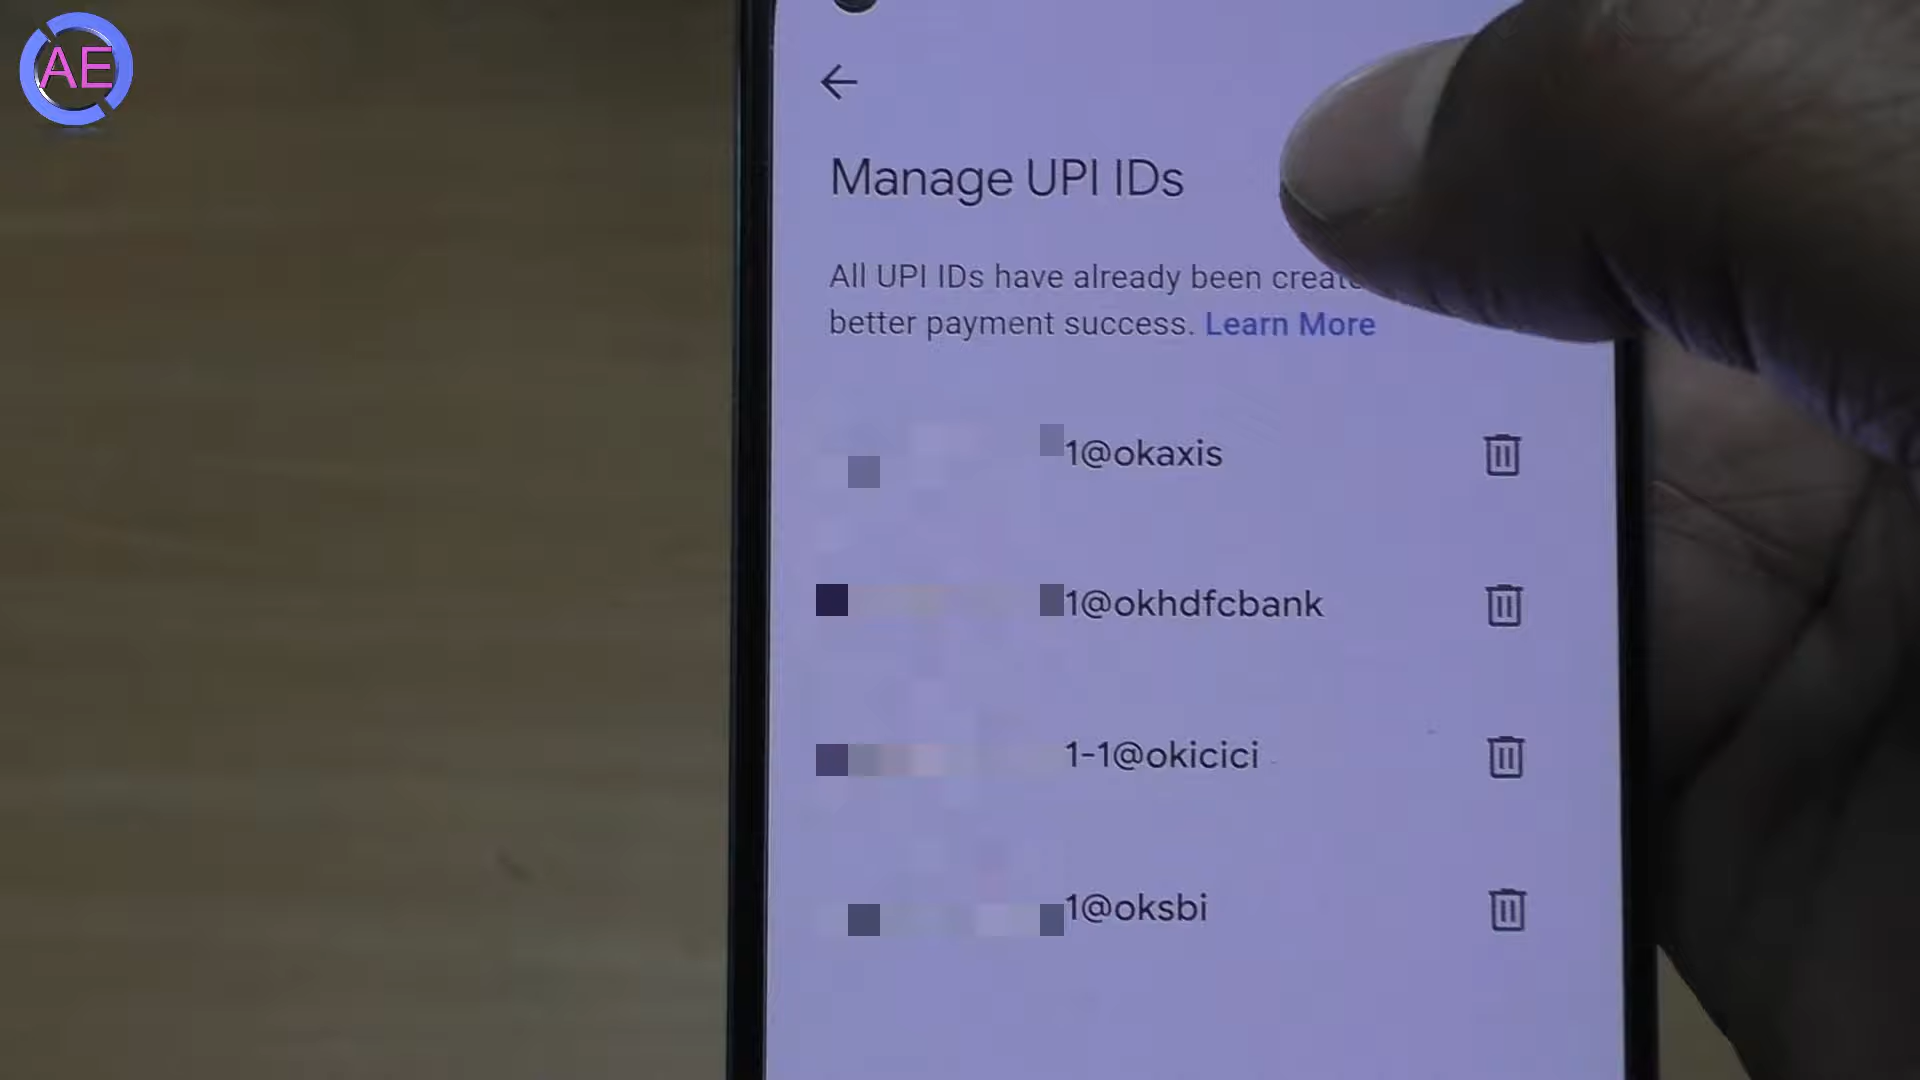 AE
Manage UPI IDs
All UPI IDs have already been
better payment success. Learn More
1@okaxis
1@okhdfcbank
1-1@okicici
1@oksbi